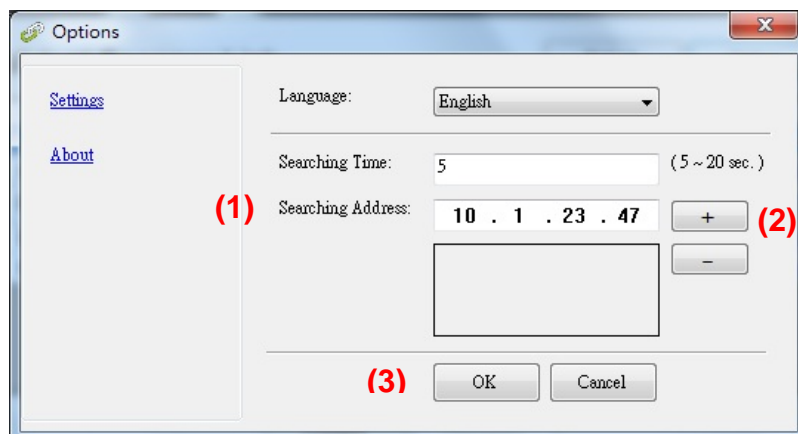 Options
Settings
About
Language: English
Searching Time: 5 ( 5 ~ 20 sec. )
(1) Searching Address: 10 . 1 . 23 . 47 + (2)
-
(3) OK Cancel